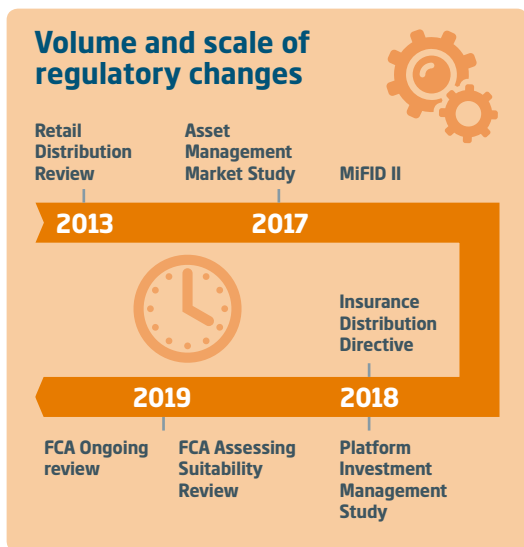 Volume and scale of
regulatory changes
Retail
Distribution
Review
Asset
Management
Market Study
MiFID II
2013
2017
Insurance
Distribution
Directive
2019
2018
FCA Ongoing
review
FCA Assessing
Suitability
Review
Platform
Investment
Management
Study